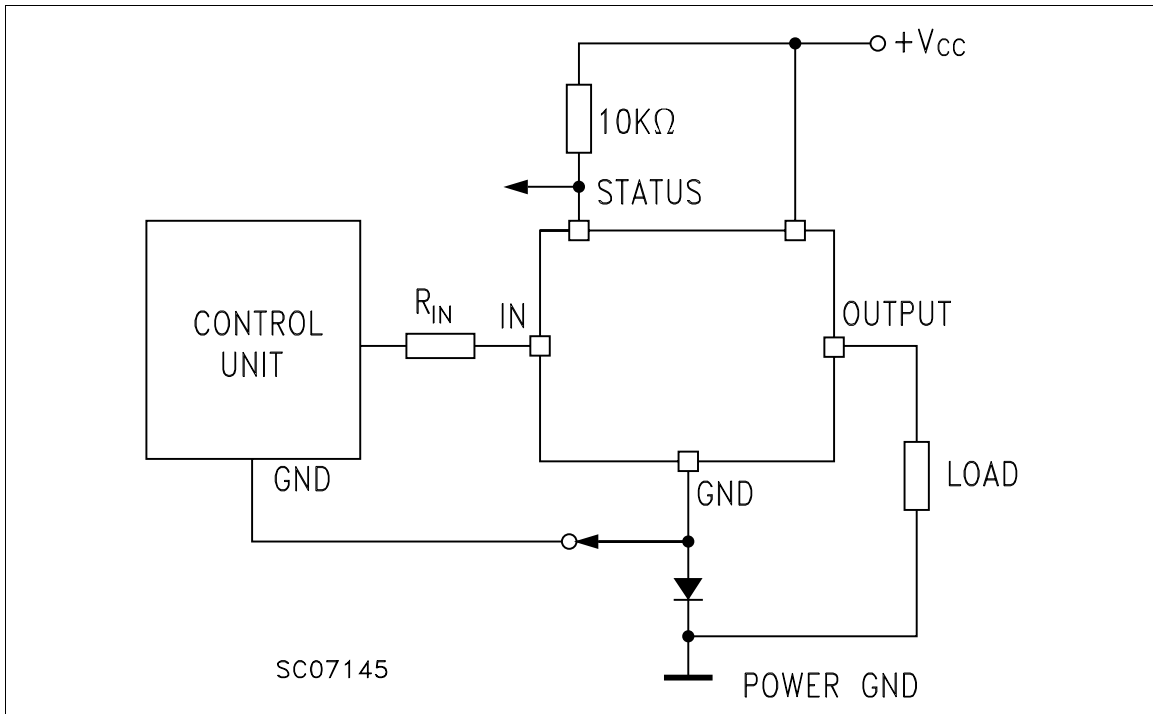 +VCC
10KΩ
STATUS
CONTROL
UNIT
RIN
IN
OUTPUT
GND
GND
LOAD
SC07145
POWER GND